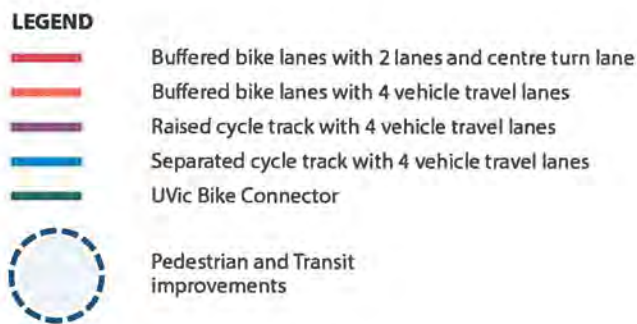 LEGEND
Buffered bike lanes with 2 lanes and centre turn lane
Buffered bike lanes with 4 vehicle travel lanes
Raised cycle track with 4 vehicle travel lanes
Separated cycle track with 4 vehicle travel lanes
UVic Bike Connector
Pedestrian and Transit
improvements